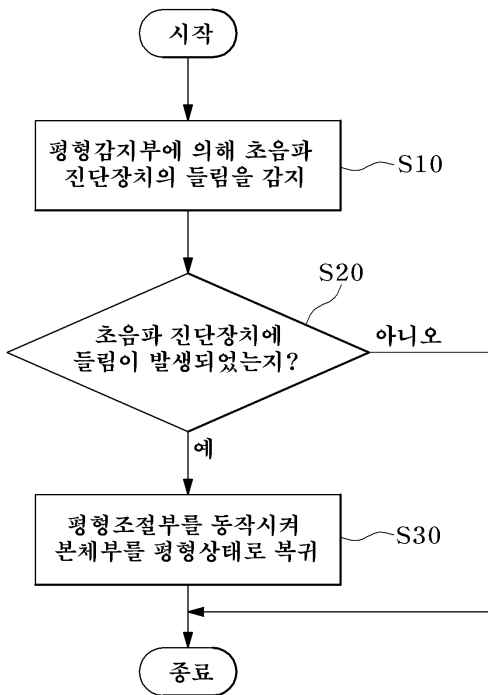 시작
평형감지부에 의해 초음파
진단장치의 들림을 감지
S10
S20
초음파 진단장치에
들림이 발생되었는지?
아니오
예
평형조절부를 동작시켜
본체부를 평형상태로 복귀
S30
종료